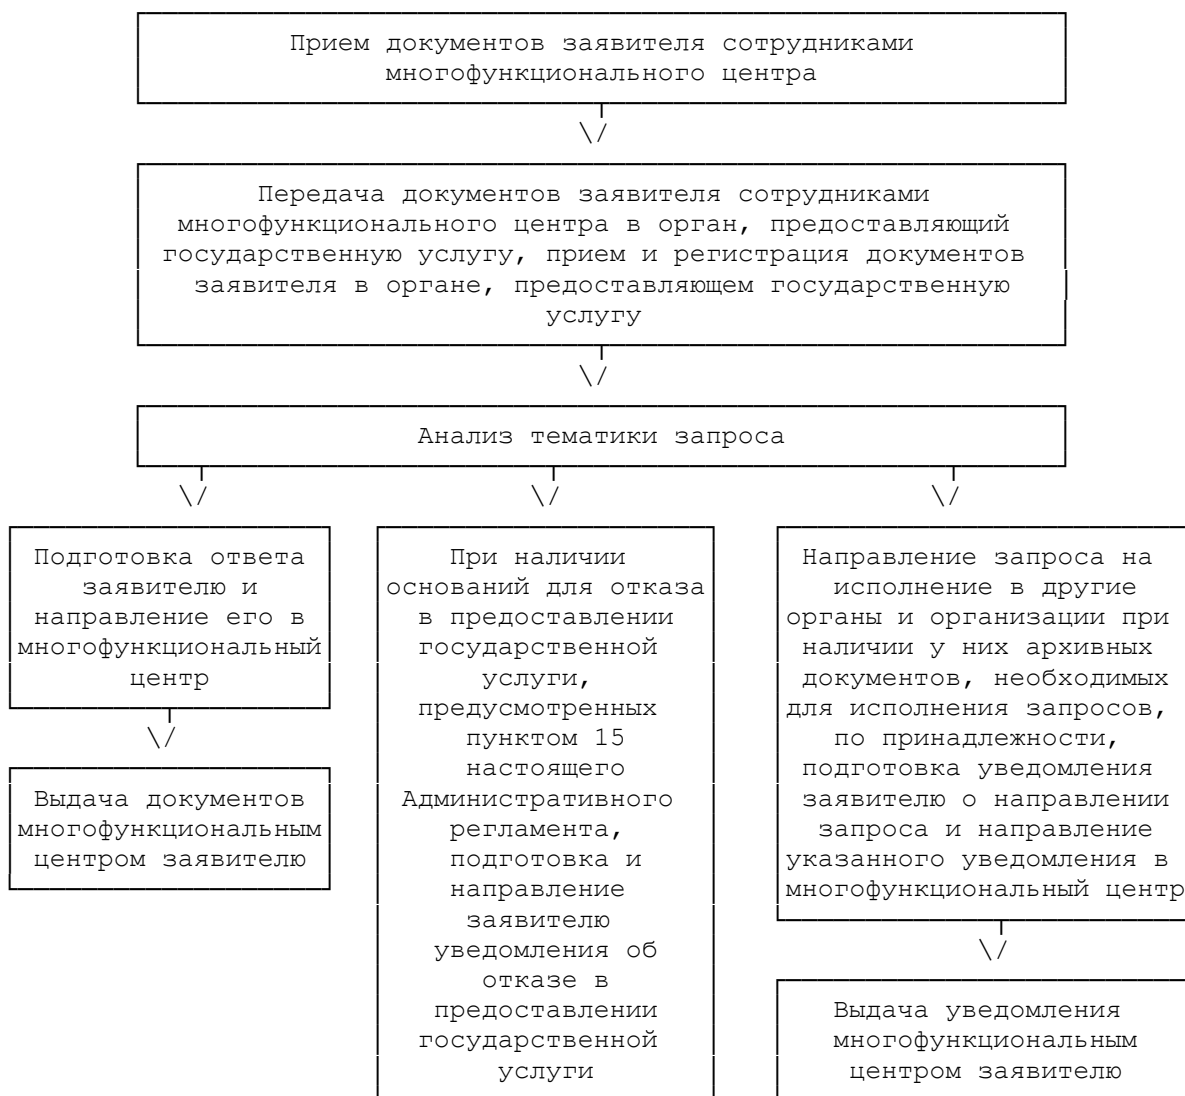 Прием документов заявителя сотрудниками
многофункционального центра
\/
Передача документов заявителя сотрудниками
многофункционального центра в орган, предоставляющий
государственную услугу, прием и регистрация документов
заявителя в органе, предоставляющем государственную
услугу
\/
Анализ тематики запроса
\/
\/
\/
Подготовка ответа
заявителю и
направление его в
многофункциональный
центр
\/
Выдача документов
многофункциональным
центром заявителю
При наличии
оснований для отказа
в предоставлении
государственной
услуги,
предусмотренных
пунктом 15
настоящего
Административного
регламента,
подготовка и
направление
заявителю
уведомления об
отказе в
предоставлении
государственной
услуги
Направление запроса на
исполнение в другие
органы и организации при
наличии у них архивных
документов, необходимых
для исполнения запросов,
по принадлежности,
подготовка уведомления
заявителю о направлении
запроса и направление
указанного уведомления в
многофункциональный центр
\/
Выдача уведомления
многофункциональным
центром заявителю